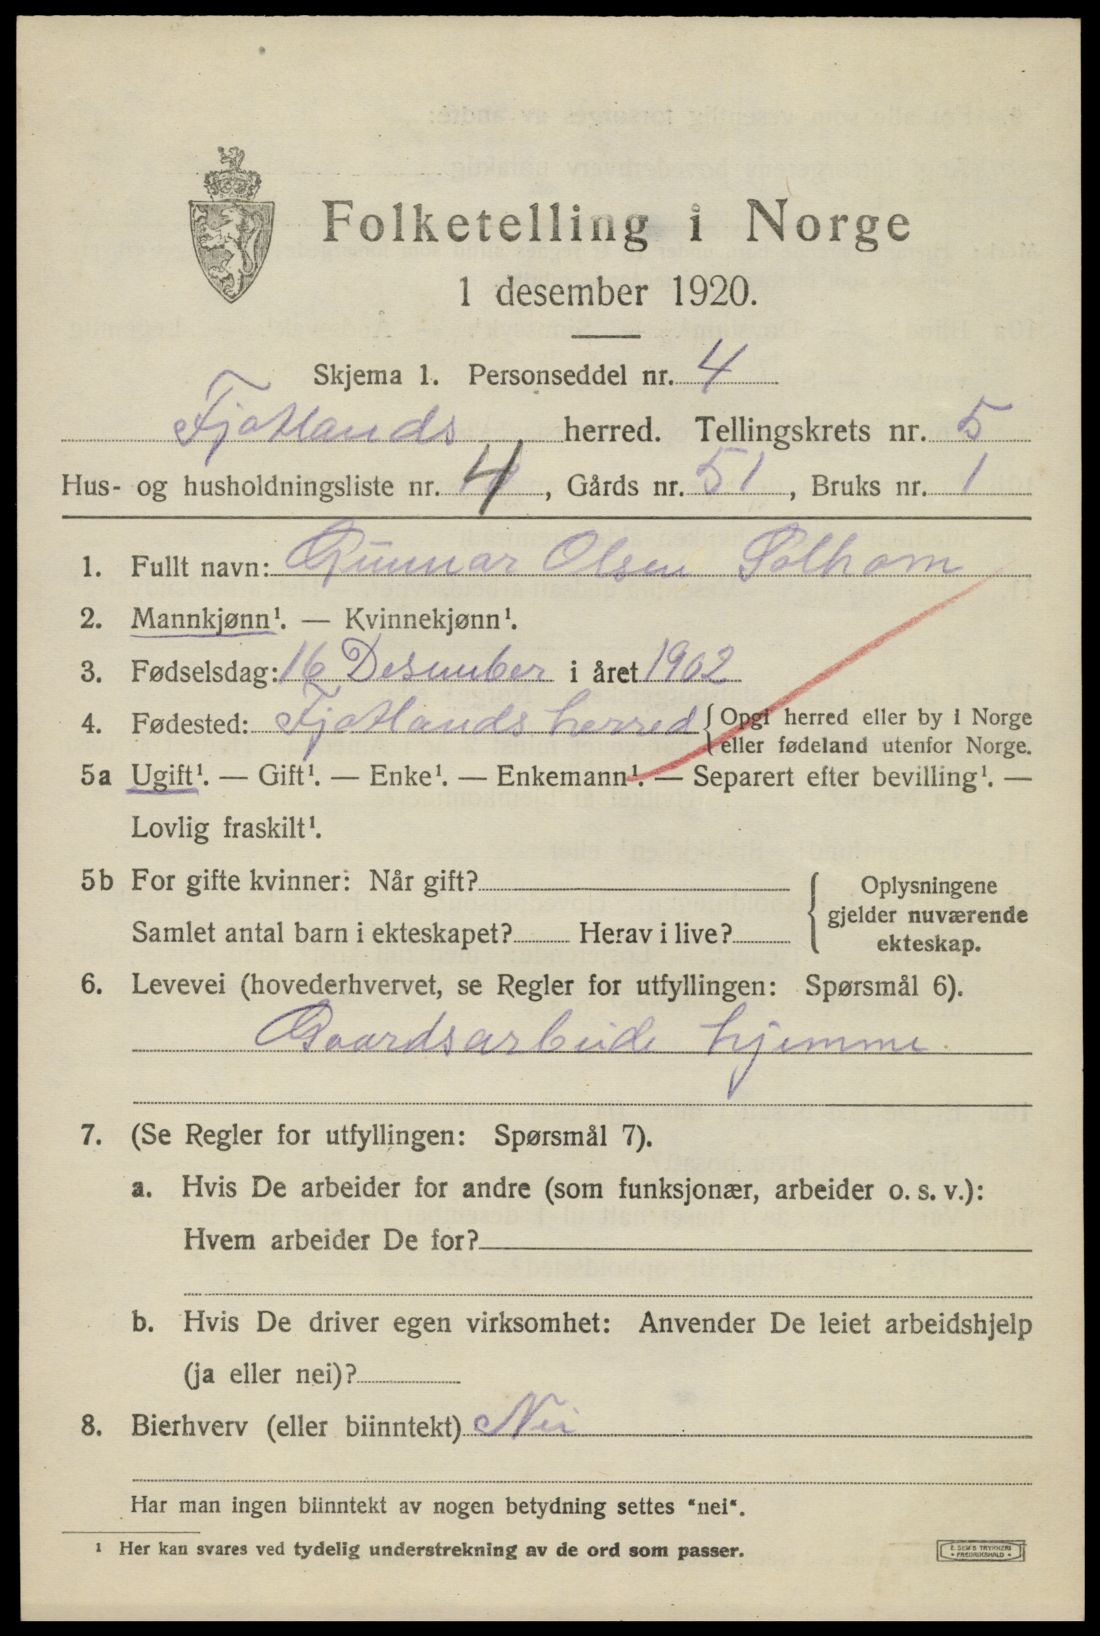 Folketelling i Norge
1 desember 1920.
Skjema 1. Personseddel nr. 4
Fjotlands herred. Tellingskrets nr. 5
Hus- og husholdningsliste nr. 4, Gårds nr. 51, Bruks nr. 1
1. Fullt navn: Gunnar Olsen Solhom
2. Mannkjønn¹. — Kvinnekjønn¹.
3. Fødselsdag: 16 Desember i året 1902
4. Fødested: Fjotlands herred {Opgi herred eller by i Norge
eller fødeland utenfor Norge.
5a Ugift¹. — Gift¹. — Enke¹. — Enkemann¹. — Separert efter bevilling¹. —
Lovlig fraskilt¹.
5b For gifte kvinner: Når gift?
Samlet antal barn i ekteskapet? Herav i live?
{ Oplysningene
gjelder nuværende
ekteskap.
6. Levevei (hovederhvervet, se Regler for utfyllingen: Spørsmål 6).
Gaardsarbeide hjemme
7. (Se Regler for utfyllingen: Spørsmål 7).
a. Hvis De arbeider for andre (som funksjonær, arbeider o. s. v.):
Hvem arbeider De for?
b. Hvis De driver egen virksomhet: Anvender De leiet arbeidshjelp
(ja eller nei)?
8. Bierhverv (eller biinntekt) Nei
Har man ingen biinntekt av nogen betydning settes "nei".
¹ Her kan svares ved tydelig understrekning av de ord som passer.
E. SEM'S TRYKKERI
• FREDRIKSHALD •